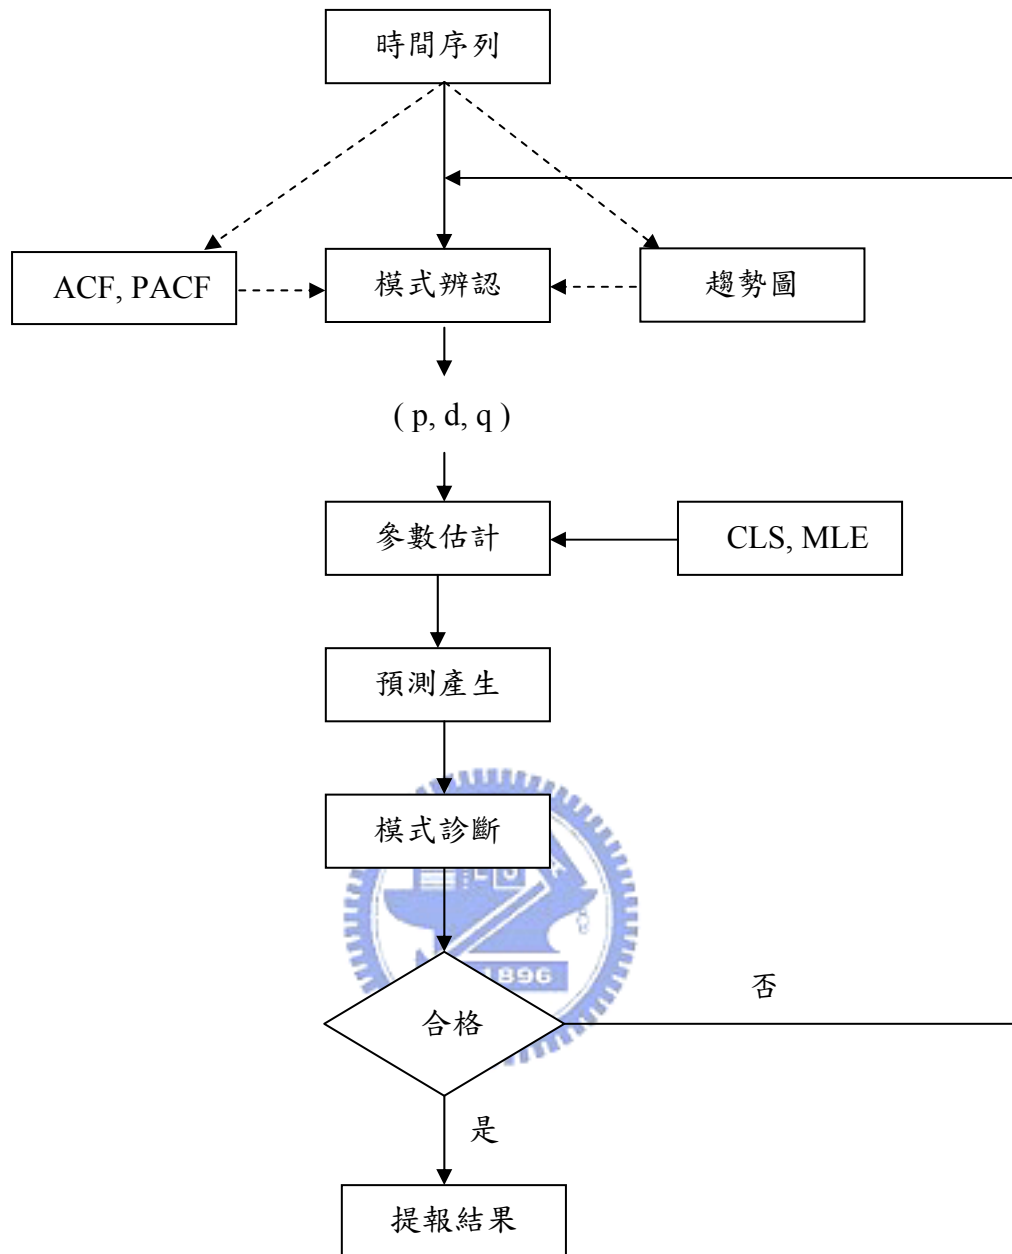 時間序列
ACF, PACF
模式辨認
趨勢圖
( p, d, q )
參數估計
CLS, MLE
預測產生
模式診斷
1896
合格
否
是
提報結果